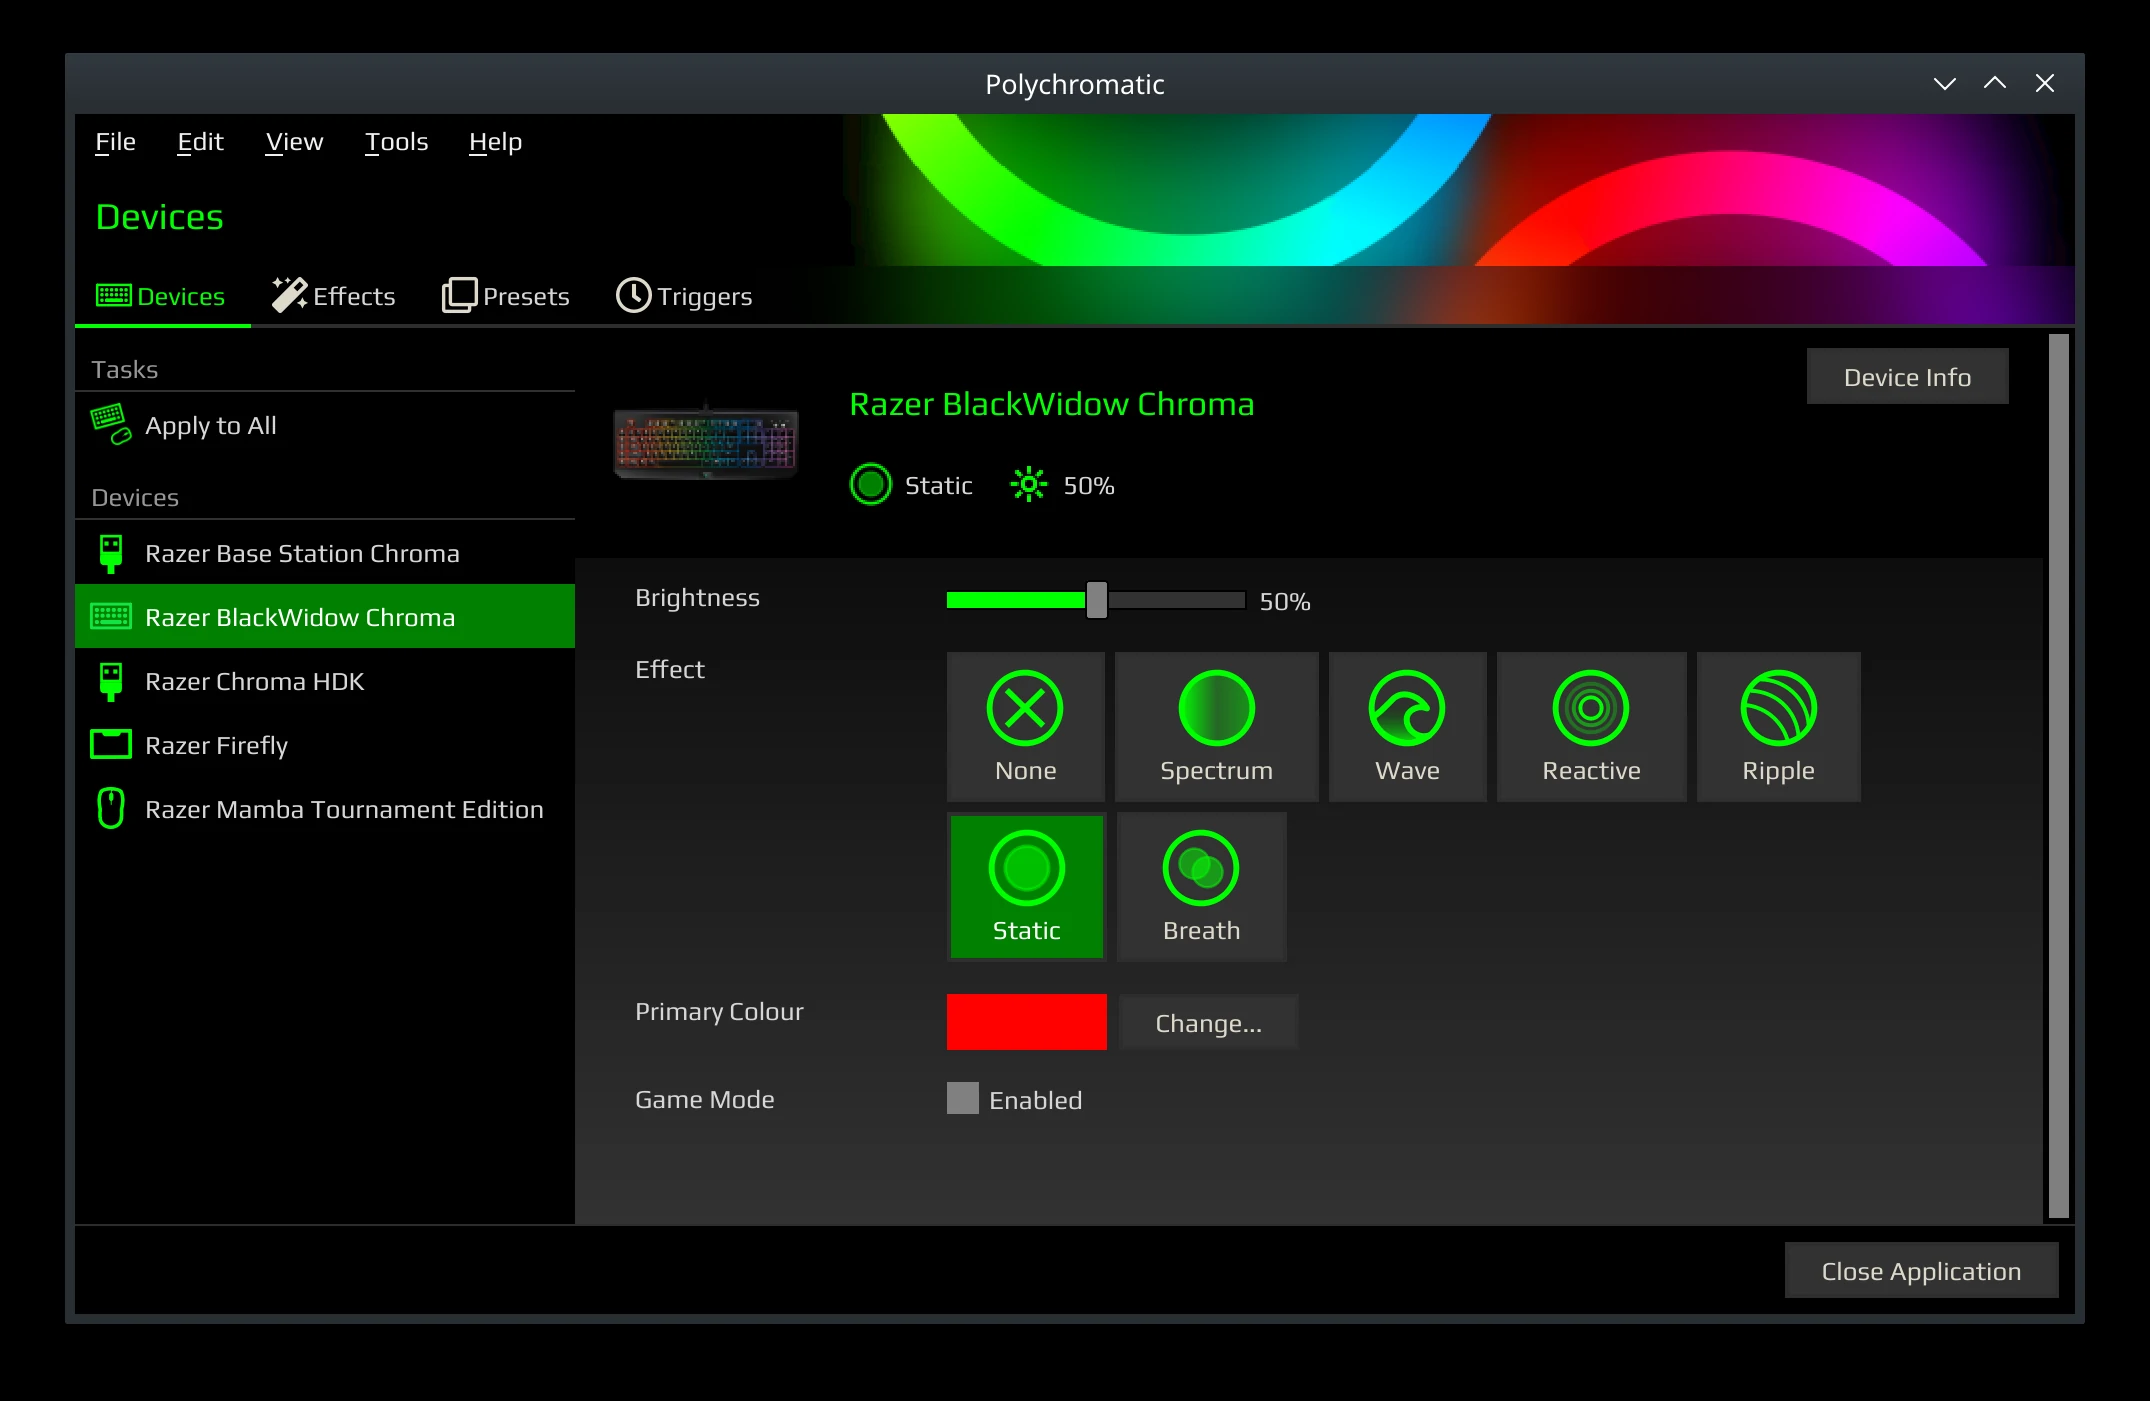 Polychromatic
File Edit View Tools Help
Devices
Devices Effects Presets Triggers
Tasks
Apply to All
Devices
Razer Base Station Chroma
Razer BlackWidow Chroma
Razer Chroma HDK
Razer Firefly
Razer Mamba Tournament Edition
Device Info
Razer BlackWidow Chroma
Static 50%
Brightness 50%
Effect
None Spectrum Wave Reactive Ripple
Static Breath
Primary Colour Change...
Game Mode Enabled
Close Application